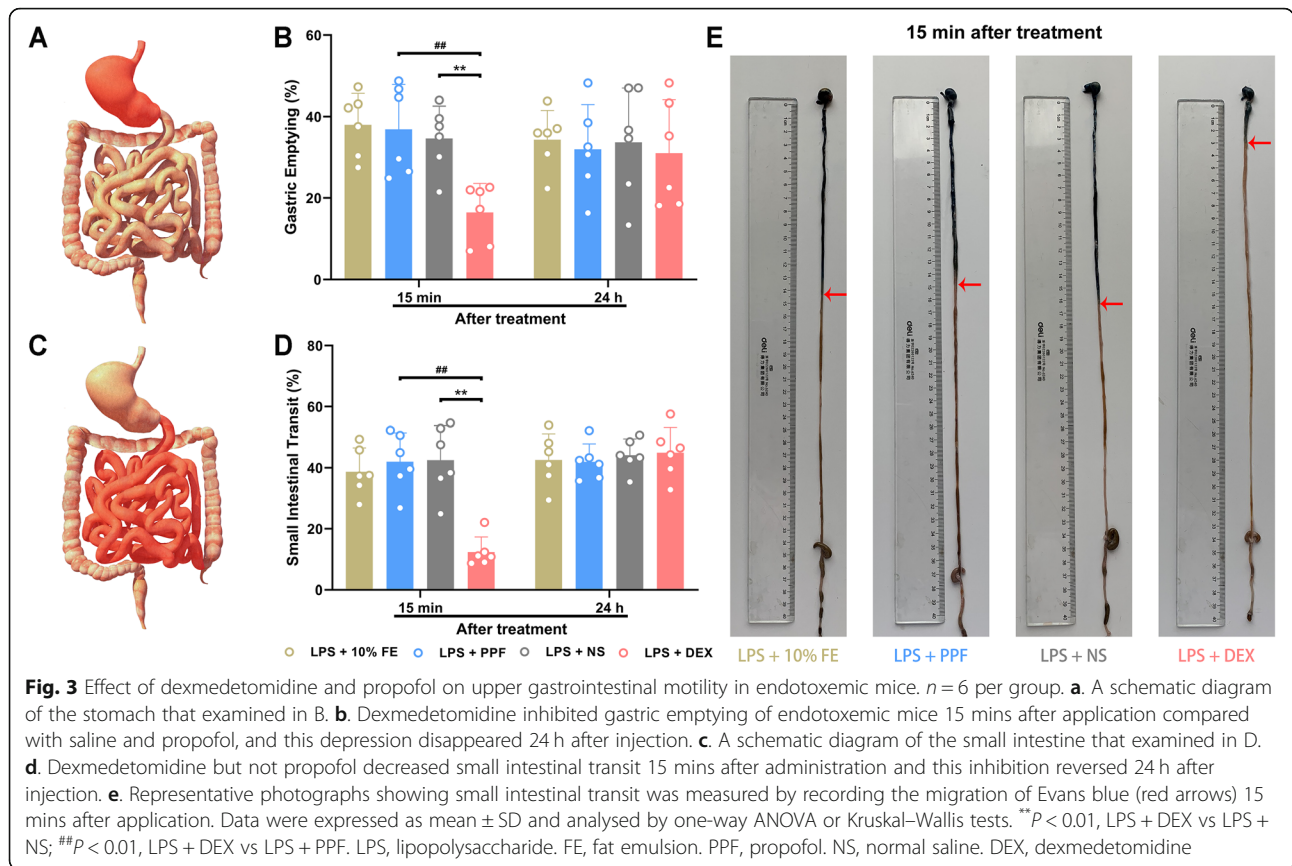 A
B
Gastric Emptying (%)
60
40
20
0
##
**
15 min
24 h
After treatment
C
D
Small Intestinal Transit (%)
80
60
40
20
0
##
**
15 min
24 h
After treatment
LPS + 10% FE LPS + PPF LPS + NS LPS + DEX
E
15 min after treatment
deli
LPS + 10% FE
deli
LPS + PPF
deli
LPS + NS
deli
LPS + DEX
Fig. 3 Effect of dexmedetomidine and propofol on upper gastrointestinal motility in endotoxemic mice. n = 6 per group. a. A schematic diagram
of the stomach that examined in B. b. Dexmedetomidine inhibited gastric emptying of endotoxemic mice 15 mins after application compared
with saline and propofol, and this depression disappeared 24 h after injection. c. A schematic diagram of the small intestine that examined in D.
d. Dexmedetomidine but not propofol decreased small intestinal transit 15 mins after administration and this inhibition reversed 24 h after
injection. e. Representative photographs showing small intestinal transit was measured by recording the migration of Evans blue (red arrows) 15
mins after application. Data were expressed as mean ± SD and analysed by one-way ANOVA or Kruskal–Wallis tests. **P < 0.01, LPS + DEX vs LPS +
NS; ##P < 0.01, LPS + DEX vs LPS + PPF. LPS, lipopolysaccharide. FE, fat emulsion. PPF, propofol. NS, normal saline. DEX, dexmedetomidine